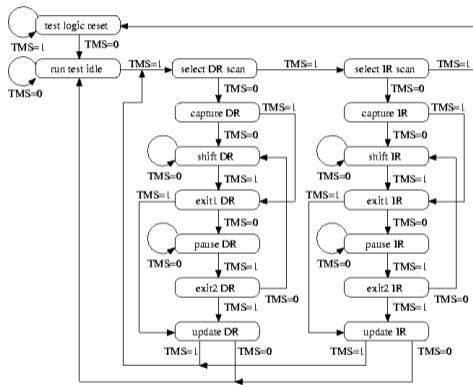 test logic reset
TMS=1
TMS=0
run test idle
TMS=1
select DR scan
TMS=1
select IR scan
TMS=1
TMS=0
TMS=0
TMS=0
capture DR
TMS=1
capture IR
TMS=1
TMS=0
TMS=0
shift DR
shift IR
TMS=0
TMS=1
TMS=0
TMS=1
TMS=1
exit1 DR
TMS=1
exit1 IR
TMS=0
TMS=0
pause DR
pause IR
TMS=0
TMS=1
TMS=0
TMS=1
exit2 DR
TMS=0
exit2 IR
TMS=0
TMS=1
TMS=1
update DR
update IR
TMS=1
TMS=0
TMS=1
TMS=0